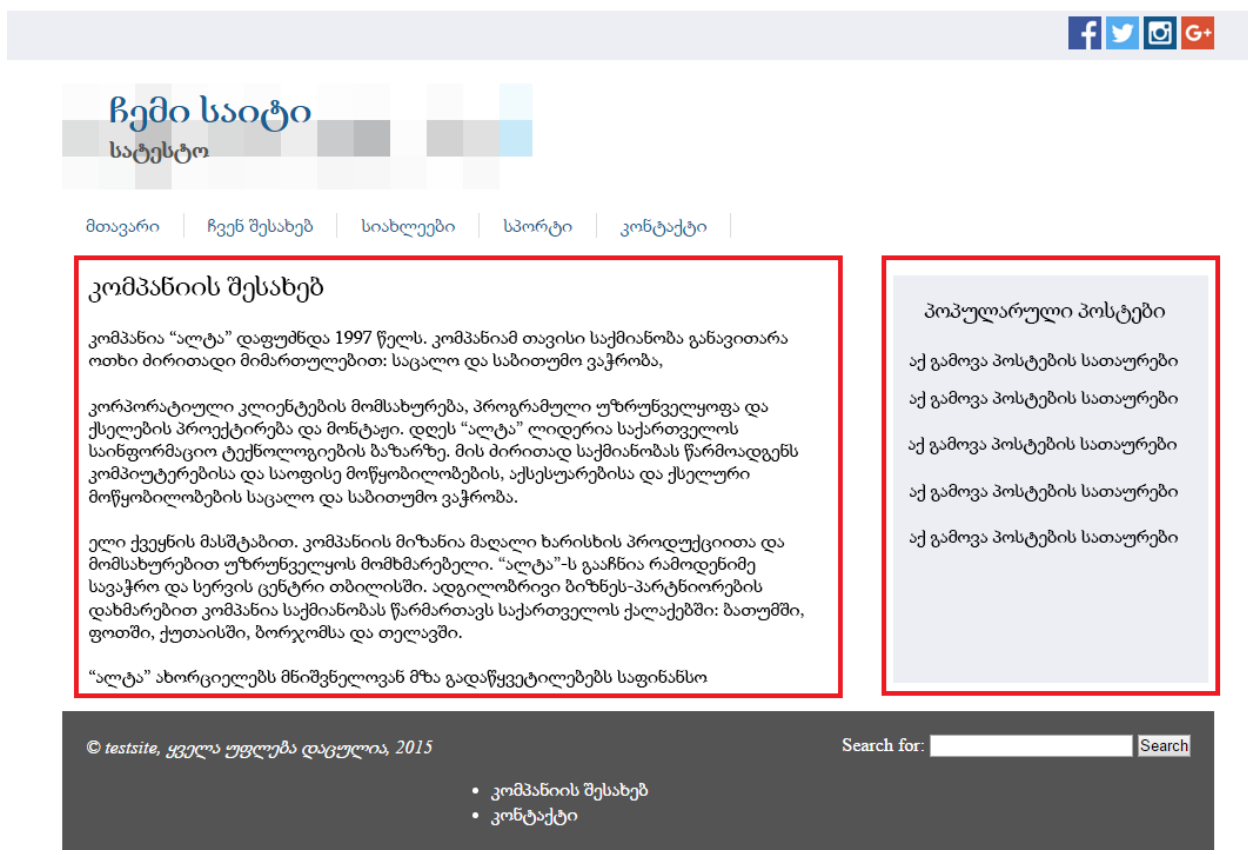 ჩემი საიტი
სატესტო
მთავარი
ჩვენ შესახებ
სიახლეები
სპორტი
კონტაქტი
კომპანიის შესახებ
კომპანია “ალტა” დაფუძნდა 1997 წელს. კომპანიამ თავისი საქმიანობა განავითარა
ოთხი ძირითადი მიმართულებით: საცალო და საბითუმო ვაჭრობა,
კორპორატიული კლიენტების მომსახურება, პროგრამული უზრუნველყოფა და
ქსელების პროექტირება და მონტაჟი. დღეს “ალტა” ლიდერია საქართველოს
საინფორმაციო ტექნოლოგიების ბაზარზე. მის ძირითად საქმიანობას წარმოადგენს
კომპიუტერებისა და საოფისე მოწყობილობების, აქსესუარებისა და ქსელური
მოწყობილობების საცალო და საბითუმო ვაჭრობა.
ელი ქვეყნის მასშტაბით. კომპანიის მიზანია მაღალი ხარისხის პროდუქციითა და
მომსახურებით უზრუნველყოს მომხმარებელი. “ალტა”-ს გააჩნია რამოდენიმე
სავაჭრო და სერვის ცენტრი თბილისში. ადგილობრივი ბიზნეს-პარტნიორების
დახმარებით კომპანია საქმიანობას წარმართავს საქართველოს ქალაქებში: ბათუმში,
ფოთში, ქუთაისში, ბორჯომსა და თელავში.
“ალტა” ახორციელებს მნიშვნელოვან მზა გადაწყვეტილებებს საფინანსო
პოპულარული პოსტები
აქ გამოვა პოსტების სათაურები
აქ გამოვა პოსტების სათაურები
აქ გამოვა პოსტების სათაურები
აქ გამოვა პოსტების სათაურები
აქ გამოვა პოსტების სათაურები
© testsite, ყველა უფლება დაცულია, 2015
Search for: Search
• კომპანიის შესახებ
• კონტაქტი